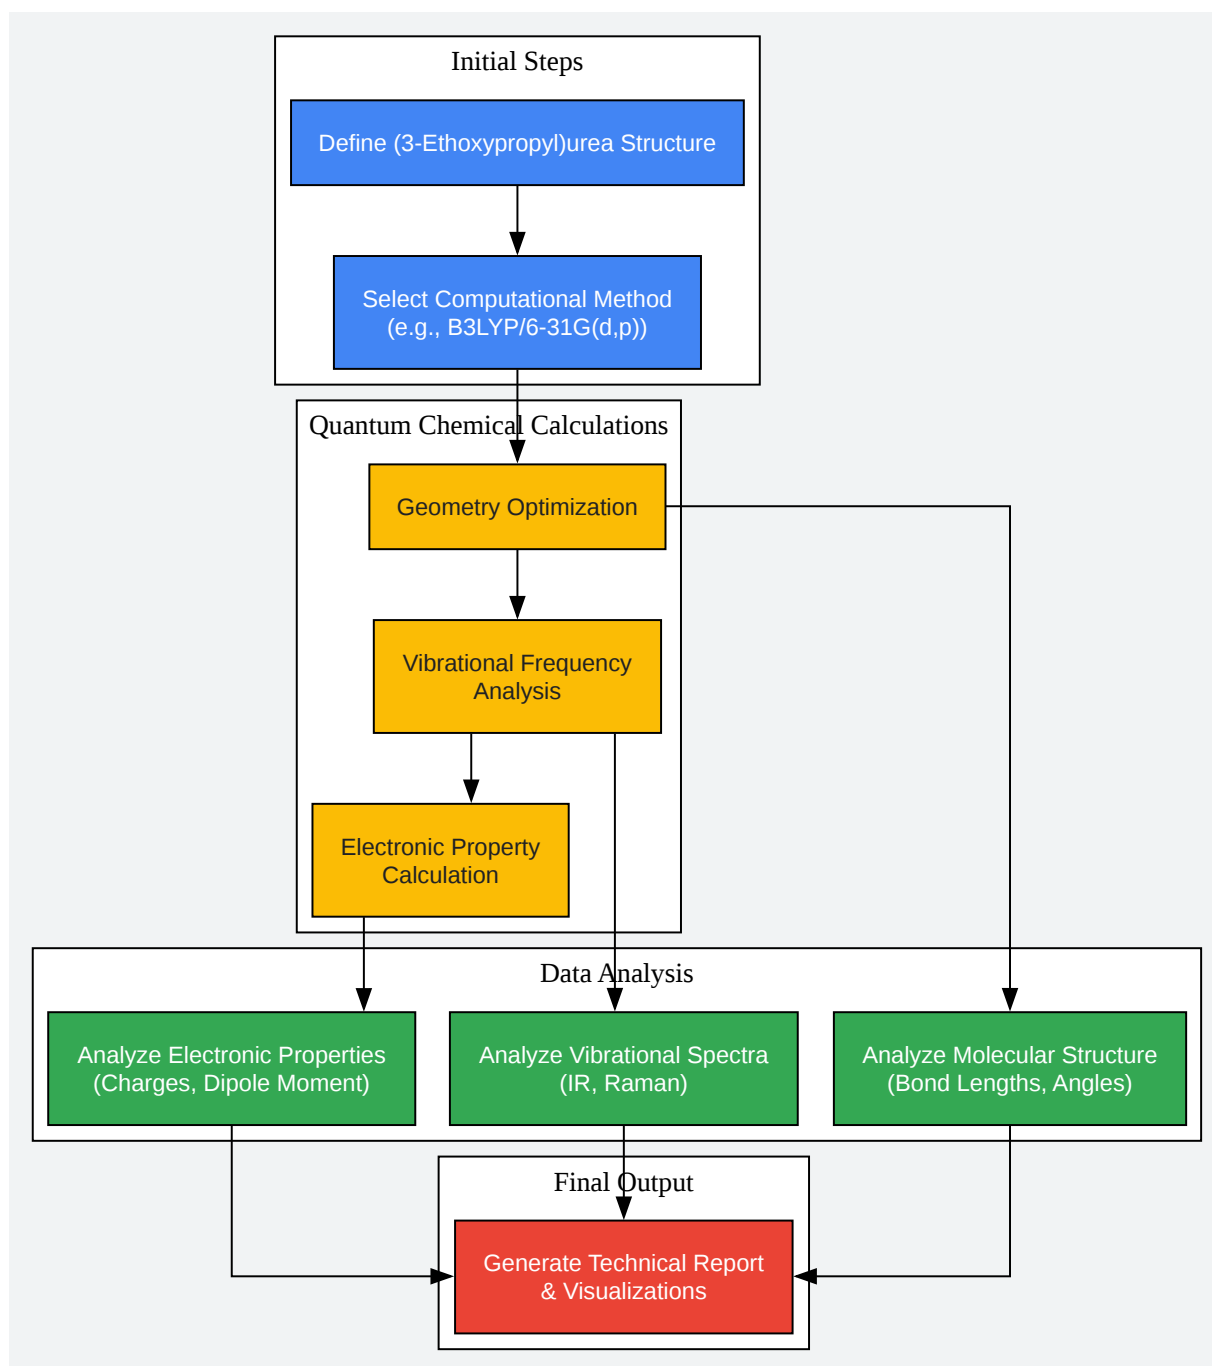 Initial Steps
Define (3-Ethoxypropyl)urea Structure
Select Computational Method
(e.g., B3LYP/6-31G(d,p))
Quantum Chemical Calculations
Geometry Optimization
Vibrational Frequency
Analysis
Electronic Property
Calculation
Data Analysis
Analyze Electronic Properties
(Charges, Dipole Moment)
Analyze Vibrational Spectra
(IR, Raman)
Analyze Molecular Structure
(Bond Lengths, Angles)
Final Output
Generate Technical Report
& Visualizations